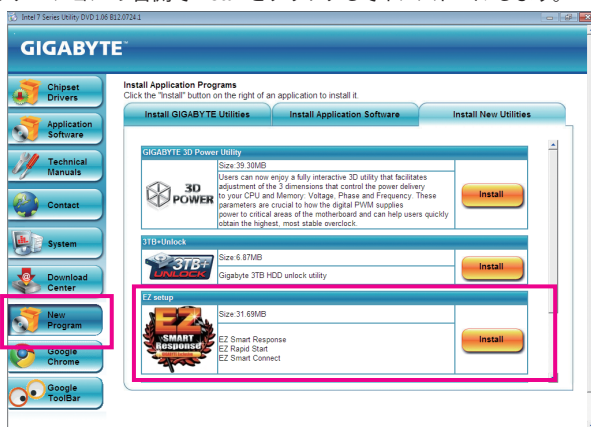 Intel 7 Series Utility DVD 1.06 B12.0724.1
GIGABYTE™
Chipset
Drivers
Application
Software
Technical
Manuals
Contact
System
Download
Center
New
Program
Google
Chrome
Google
ToolBar
Install Application Programs
Click the "Install" button on the right of an application to install it.
Install GIGABYTE Utilities
Install Application Software
Install New Utilities
GIGABYTE 3D Power Utility
3D
POWER
Size:39.30MB
Users can now enjoy a fully interactive 3D utility that facilitates
adjustment of the 3 dimensions that control the power delivery
to your CPU and Memory: Voltage, Phase and Frequency. These
parameters are crucial to how the digital PWM supplies
power to critical areas of the motherboard and can help users quickly
obtain the highest, most stable overclock.
Install
3TB+Unlock
3TB+
UNLOCK
Size:6.87MB
Gigabyte 3TB HDD unlock utility
Install
EZ setup
EZ
SMART
Response
Size:31.69MB
EZ Smart Response
EZ Rapid Start
EZ Smart Connect
Install